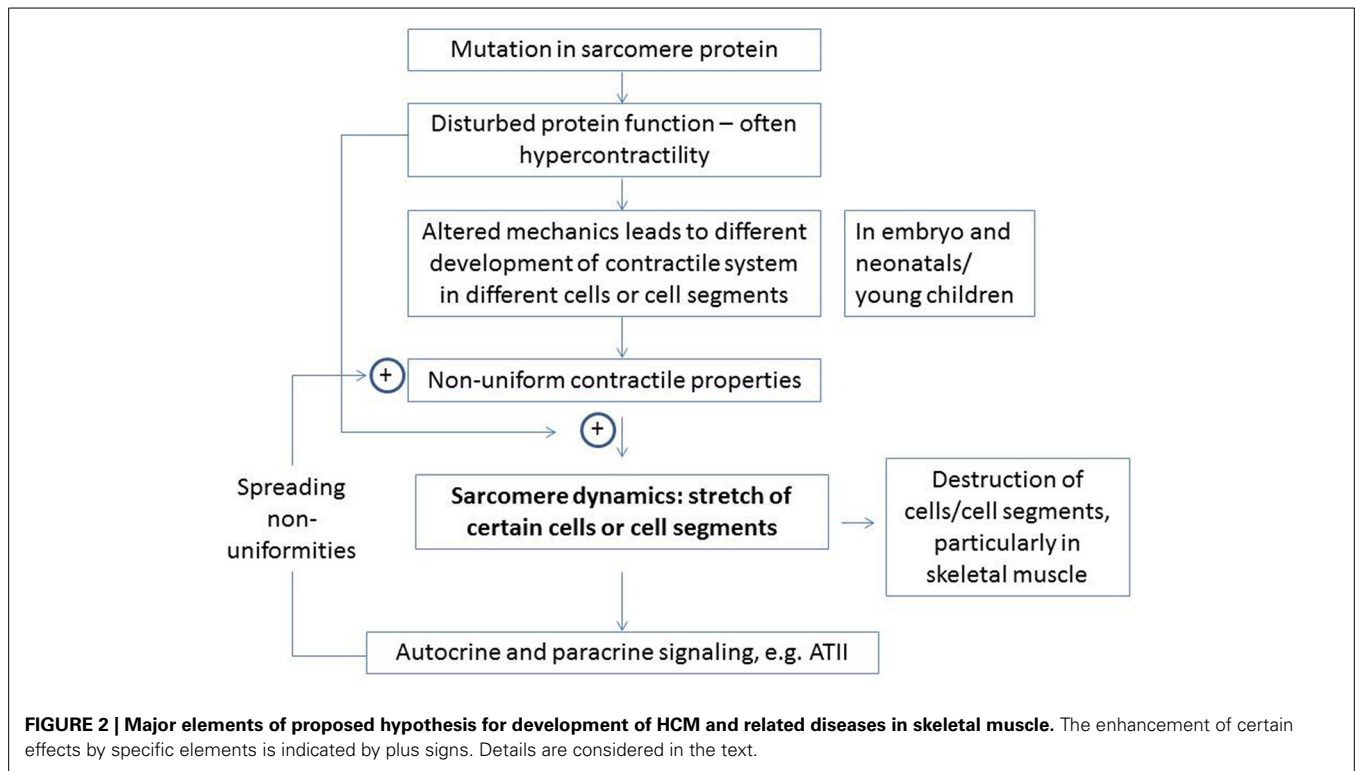 Mutation in sarcomere protein
Disturbed protein function – often
hypercontractility
Altered mechanics leads to different
development of contractile system
in different cells or cell segments
In embryo and
neonatals/
young children
+
Non-uniform contractile properties
+
Spreading
non-
uniformities
Sarcomere dynamics: stretch of
certain cells or cell segments
Destruction of
cells/cell segments,
particularly in
skeletal muscle
Autocrine and paracrine signaling, e.g. ATII
FIGURE 2 | Major elements of proposed hypothesis for development of HCM and related diseases in skeletal muscle. The enhancement of certain
effects by specific elements is indicated by plus signs. Details are considered in the text.